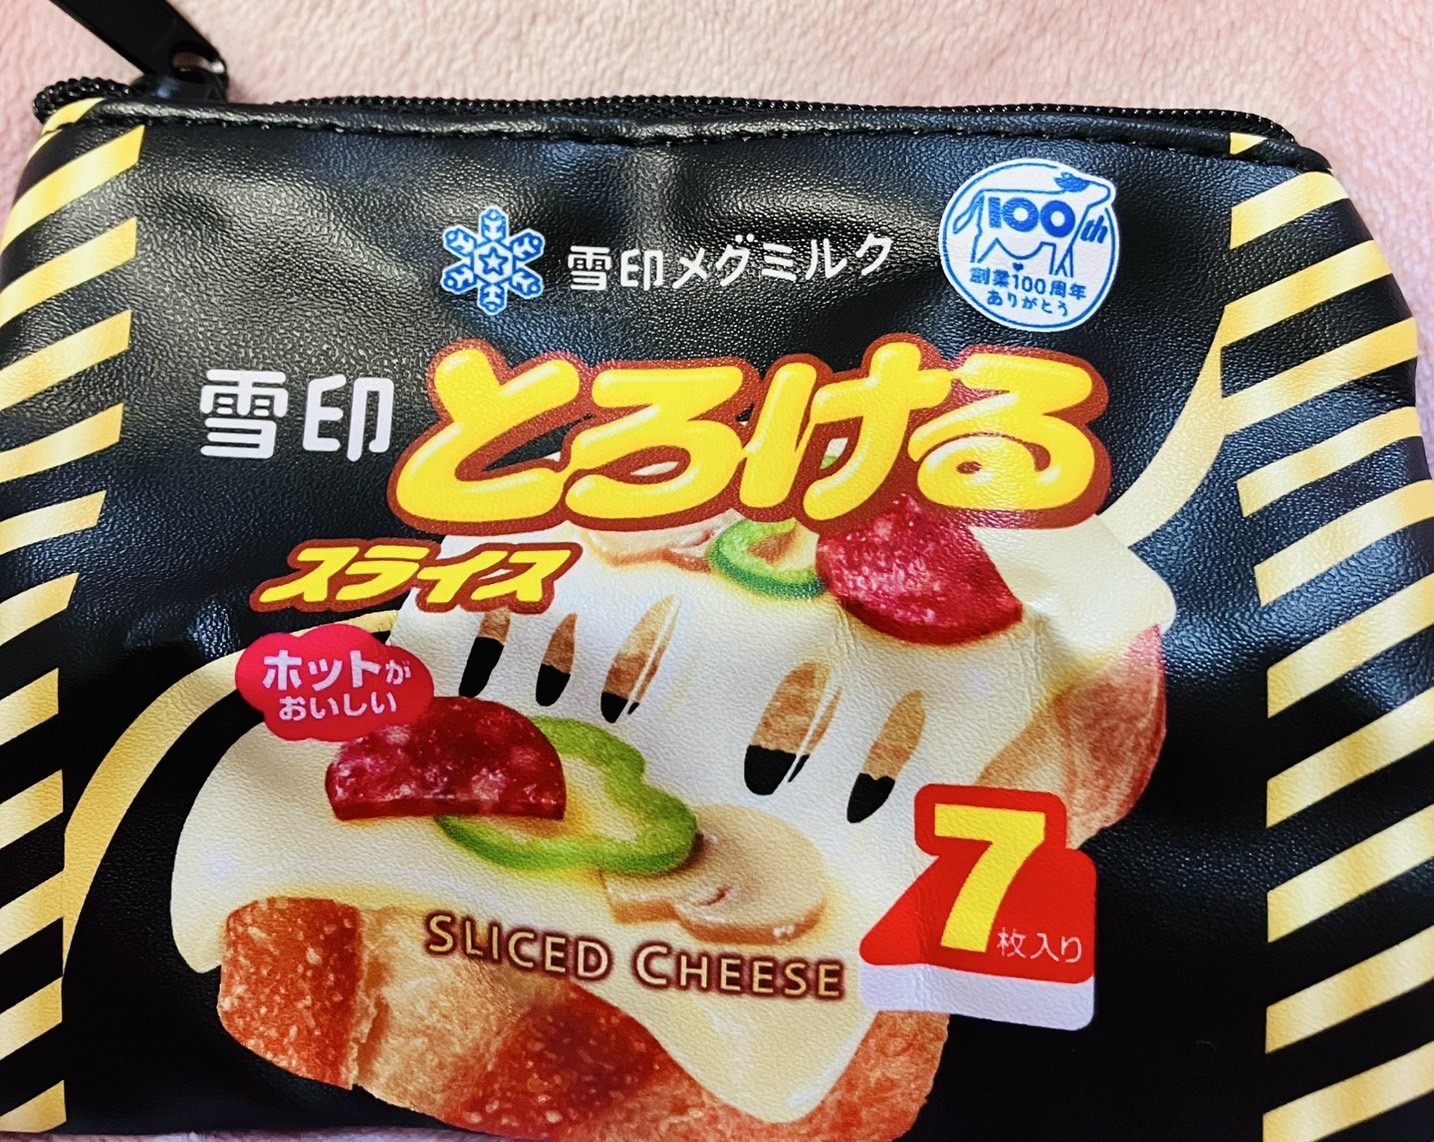 雪印メグミルク
100th
創業100周年
ありがとう
雪印 とろける
スライス
ホットが
おいしい
SLICED CHEESE
7枚入り